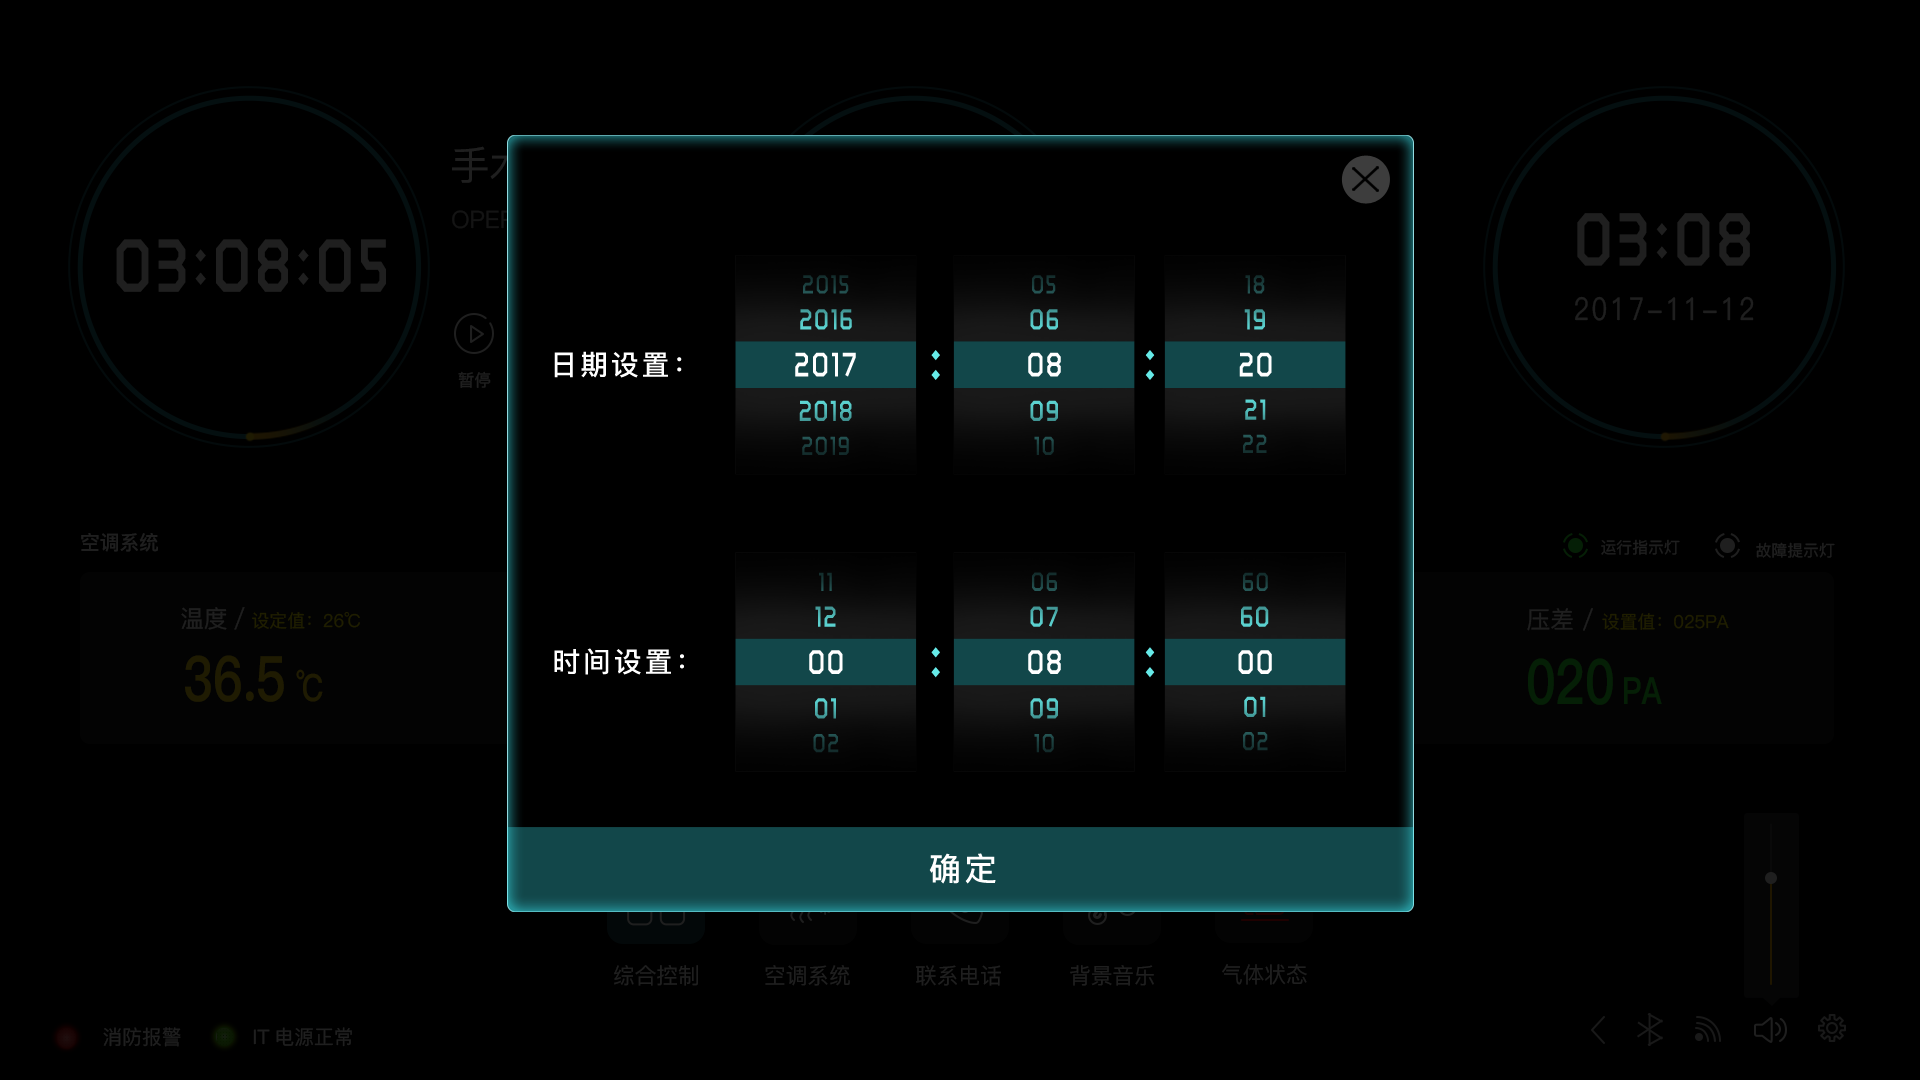 03:08:05
手
OPER
暂停
03:08
2017-11-12
日期设置：
2015
2016
2017
2018
2019
:
05
06
08
09
10
:
18
19
20
21
22
时间设置：
11
12
00
01
02
:
06
07
08
09
10
:
60
60
00
01
02
确定
空调系统
温度 / 设定值：26℃
36.5 ℃
运行指示灯
故障提示灯
压差 / 设置值：025PA
020 PA
综合控制
空调系统
联系电话
背景音乐
气体状态
消防报警
IT 电源正常